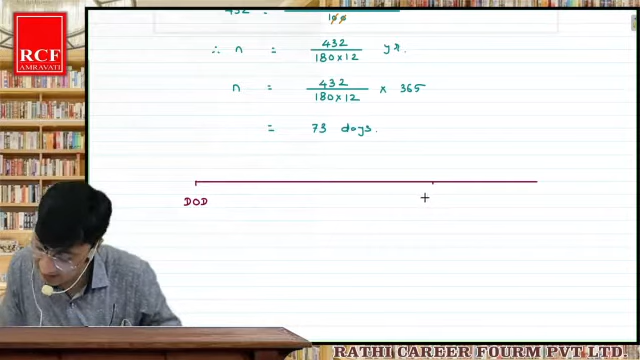 432 =
100
RCF
AMRAVATI
∴ n = 432 / 180 × 12 yr.
n = 432 / 180 × 12 × 365
= 73 days.
DOD
RATHI CAREER FOURM PVT LTD.